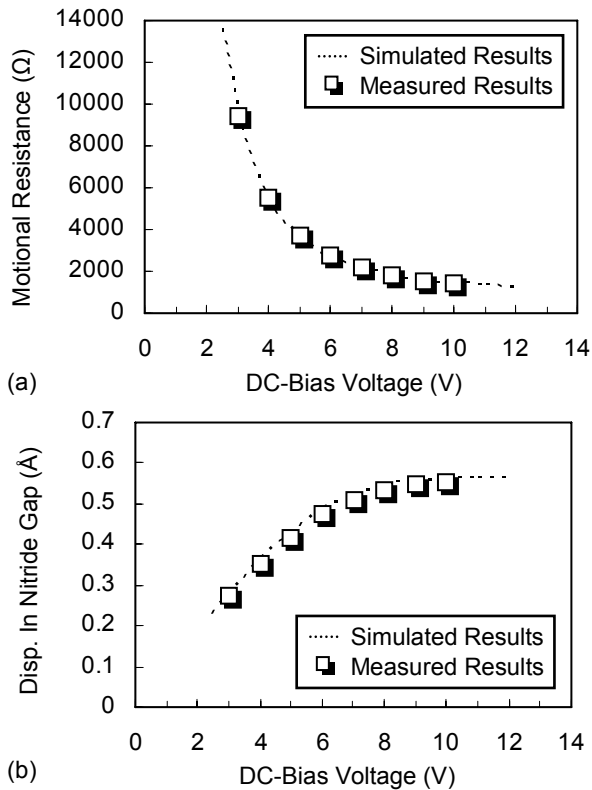 14000
12000
10000
8000
6000
4000
2000
0
Motional Resistance (Ω)
Simulated Results
Measured Results
0 2 4 6 8 10 12 14
(a)
DC-Bias Voltage (V)
0.7
0.6
0.5
0.4
0.3
0.2
0.1
0
Disp. In Nitride Gap (Å)
Simulated Results
Measured Results
0 2 4 6 8 10 12 14
(b)
DC-Bias Voltage (V)